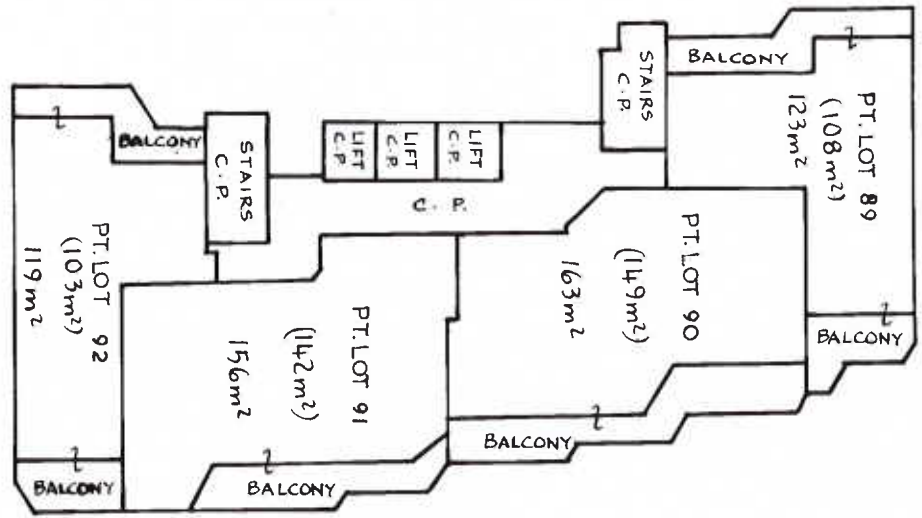 BALCONY
STAIRS
C.P.
PT. LOT 89
(108m²)
123m²
BALCONY
STAIRS
C.P.
LIFT
C.P.
LIFT
C.P.
LIFT
C.P.
C. P.
PT. LOT 90
(149m²)
163m²
BALCONY
PT. LOT 92
(103m²)
119m²
PT. LOT 91
(142m²)
156m²
BALCONY
BALCONY
BALCONY